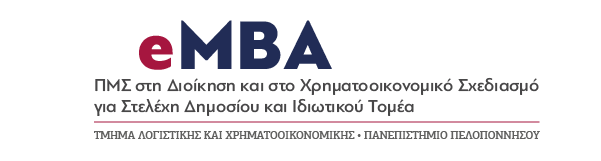 eMBA
ΠΜΣ στη Διοίκηση και στο Χρηματοοικονομικό Σχεδιασμό
για Στελέχη Δημοσίου και Ιδιωτικού Τομέα
ΤΜΗΜΑ ΛΟΓΙΣΤΙΚΗΣ ΚΑΙ ΧΡΗΜΑΤΟΟΙΚΟΝΟΜΙΚΗΣ • ΠΑΝΕΠΙΣΤΗΜΙΟ ΠΕΛΟΠΟΝΝΗΣΟΥ